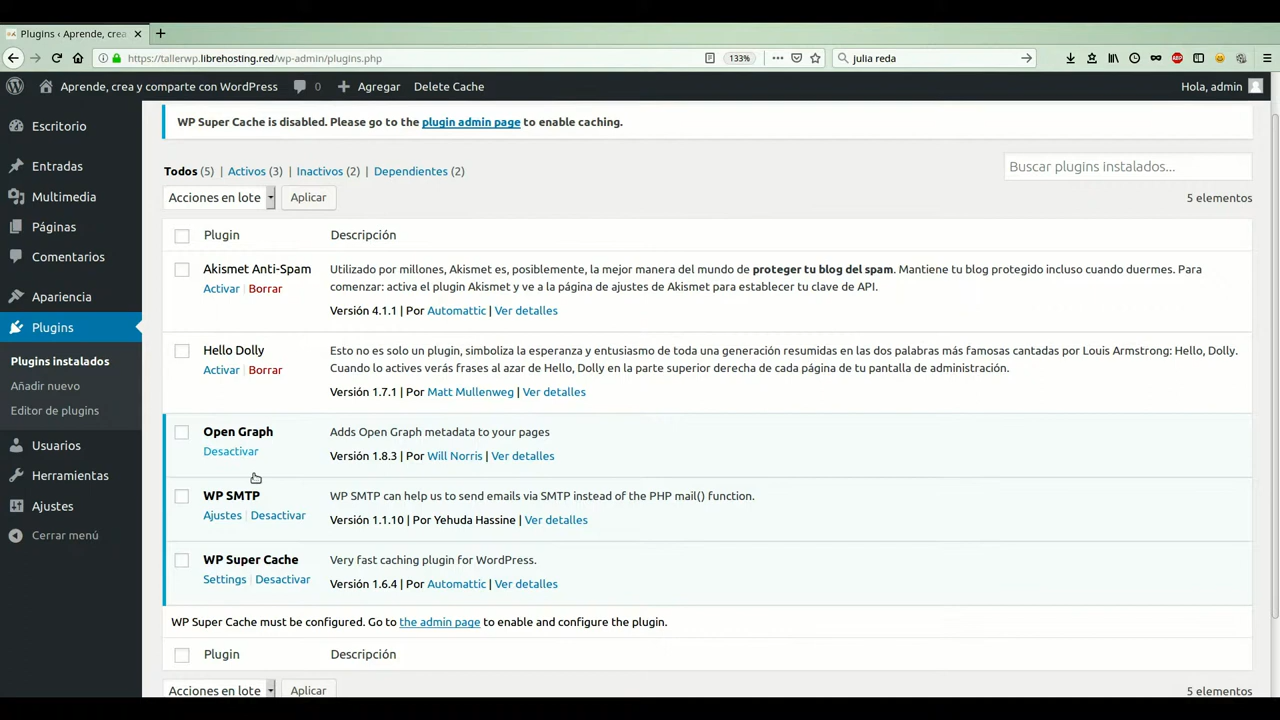 Plugins ‹ Aprende, crea
https://tallerwp.librehosting.red/wp-admin/plugins.php
133%
julia reda
Aprende, crea y comparte con WordPress
0
Agregar
Delete Cache
Hola, admin
Escritorio
Entradas
Multimedia
Páginas
Comentarios
Apariencia
Plugins
Plugins instalados
Añadir nuevo
Editor de plugins
Usuarios
Herramientas
Ajustes
Cerrar menú
WP Super Cache is disabled. Please go to the plugin admin page to enable caching.
Todos (5) | Activos (3) | Inactivos (2) | Dependientes (2)
Buscar plugins instalados...
Acciones en lote
Aplicar
5 elementos
Plugin
Descripción
Akismet Anti-Spam
Activar | Borrar
Utilizado por millones, Akismet es, posiblemente, la mejor manera del mundo de proteger tu blog del spam. Mantiene tu blog protegido incluso cuando duermes. Para
comenzar: activa el plugin Akismet y ve a la página de ajustes de Akismet para establecer tu clave de API.
Versión 4.1.1 | Por Automattic | Ver detalles
Hello Dolly
Activar | Borrar
Esto no es solo un plugin, simboliza la esperanza y entusiasmo de toda una generación resumidas en las dos palabras más famosas cantadas por Louis Armstrong: Hello, Dolly.
Cuando lo actives verás frases al azar de Hello, Dolly en la parte superior derecha de cada página de tu pantalla de administración.
Versión 1.7.1 | Por Matt Mullenweg | Ver detalles
Open Graph
Desactivar
Adds Open Graph metadata to your pages
Versión 1.8.3 | Por Will Norris | Ver detalles
WP SMTP
Ajustes | Desactivar
WP SMTP can help us to send emails via SMTP instead of the PHP mail() function.
Versión 1.1.10 | Por Yehuda Hassine | Ver detalles
WP Super Cache
Settings | Desactivar
Very fast caching plugin for WordPress.
Versión 1.6.4 | Por Automattic | Ver detalles
WP Super Cache must be configured. Go to the admin page to enable and configure the plugin.
Plugin
Descripción
Acciones en lote
Aplicar
5 elementos